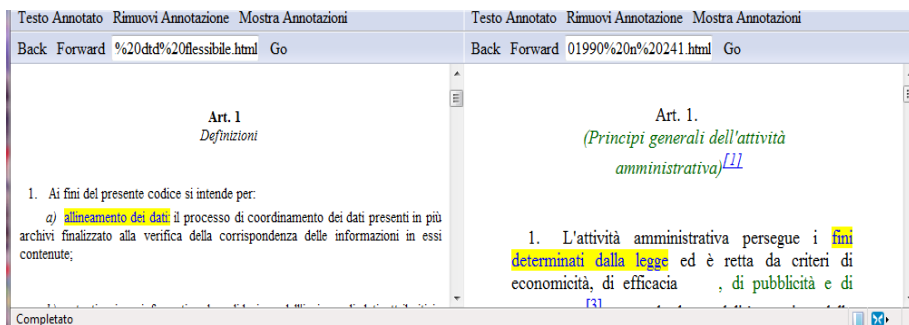 Testo Annotato Rimuovi Annotazione Mostra Annotazioni
Back Forward %20dtd%20flessibile.html Go
Art. 1
Definizioni
1. Ai fini del presente codice si intende per:
a) allineamento dei dati: il processo di coordinamento dei dati presenti in più
archivi finalizzato alla verifica della corrispondenza delle informazioni in essi
contenute;
Testo Annotato Rimuovi Annotazione Mostra Annotazioni
Back Forward 01990%20n%20241.html Go
Art. 1.
(Principi generali dell'attività
amministrativa)[1]
1. L'attività amministrativa persegue i fini
determinati dalla legge ed è retta da criteri di
economicità, di efficacia , di pubblicità e di
[3]
Completato